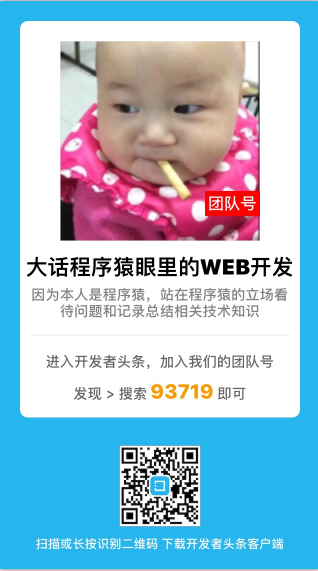 团队号
大话程序猿眼里的WEB开发
因为本人是程序猿，站在程序猿的立场看
待问题和记录总结相关技术知识
进入开发者头条，加入我们的团队号
发现 > 搜索 93719 即可
扫描或长按识别二维码 下载开发者头条客户端